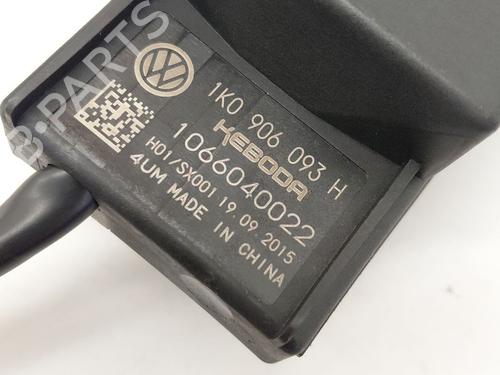 1K0 906 093 H
KEBODA
1066040022
H01/SX001 19.09.2015
4UM MADE IN CHINA
B-PARTS